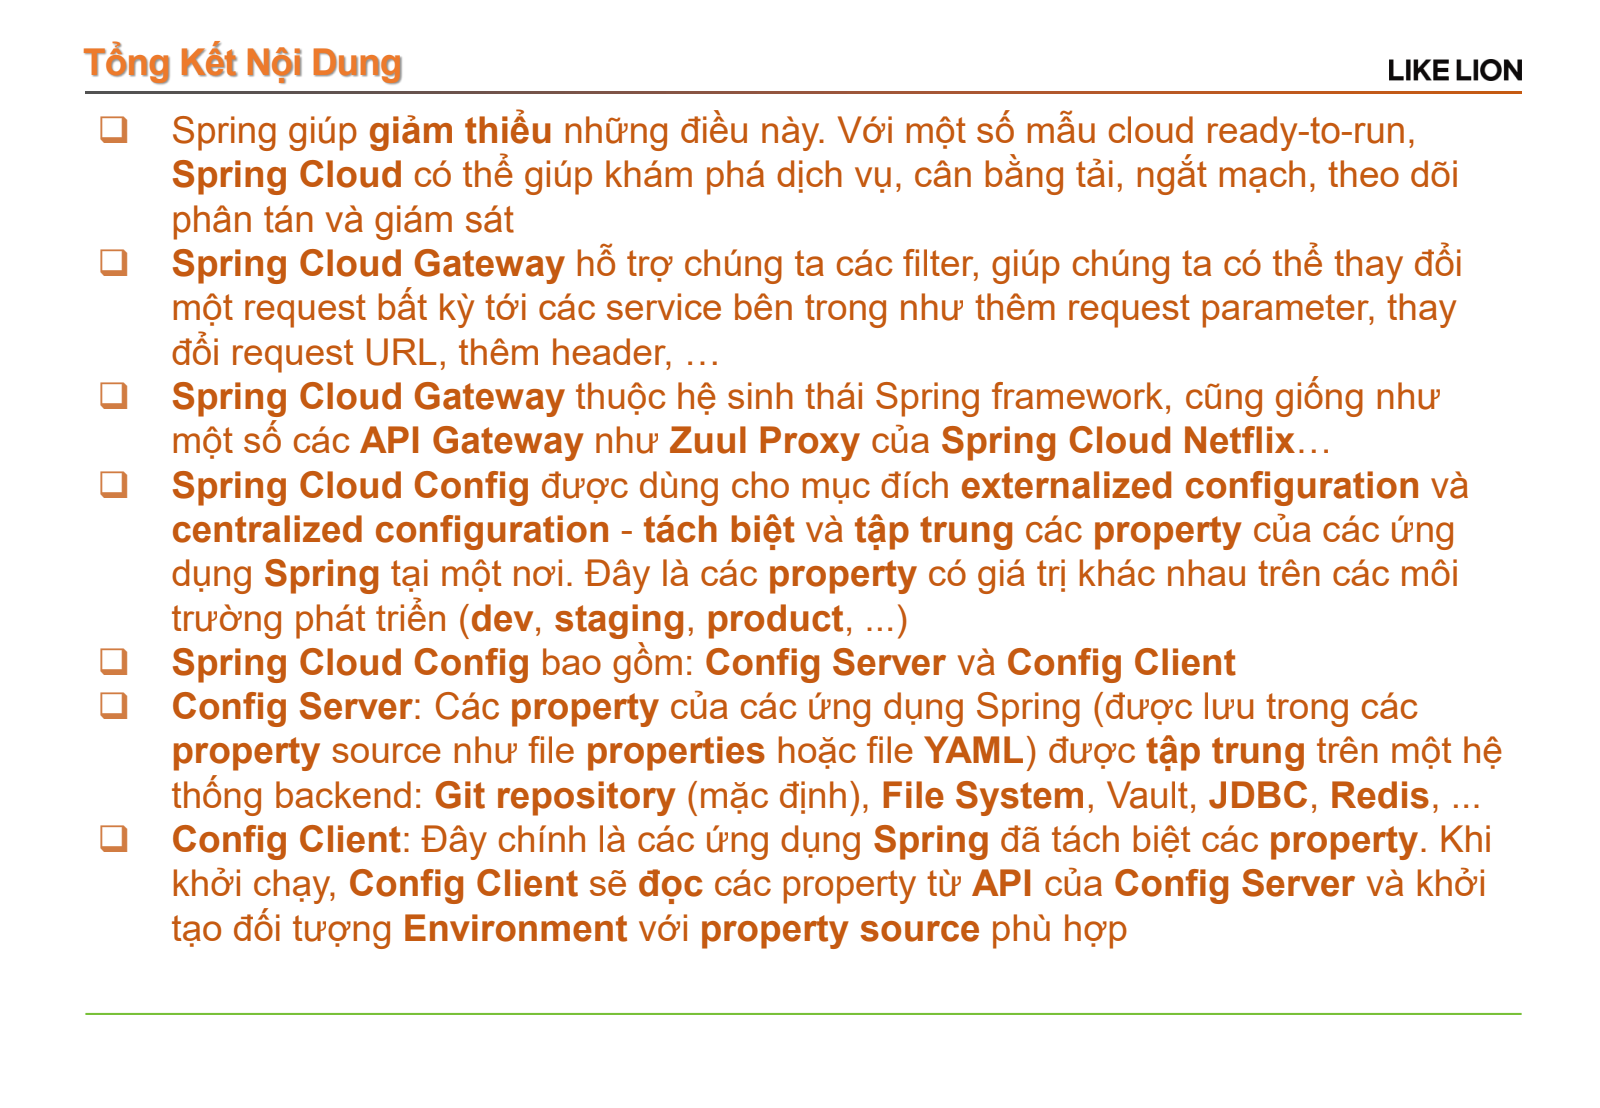 Tổng Kết Nội Dung
LIKE LION
❑ Spring giúp giảm thiểu những điều này. Với một số mẫu cloud ready-to-run,
Spring Cloud có thể giúp khám phá dịch vụ, cân bằng tải, ngắt mạch, theo dõi
phân tán và giám sát
❑ Spring Cloud Gateway hỗ trợ chúng ta các filter, giúp chúng ta có thể thay đổi
một request bất kỳ tới các service bên trong như thêm request parameter, thay
đổi request URL, thêm header, …
❑ Spring Cloud Gateway thuộc hệ sinh thái Spring framework, cũng giống như
một số các API Gateway như Zuul Proxy của Spring Cloud Netflix…
❑ Spring Cloud Config được dùng cho mục đích externalized configuration và
centralized configuration - tách biệt và tập trung các property của các ứng
dụng Spring tại một nơi. Đây là các property có giá trị khác nhau trên các môi
trường phát triển (dev, staging, product, ...)
❑ Spring Cloud Config bao gồm: Config Server và Config Client
❑ Config Server: Các property của các ứng dụng Spring (được lưu trong các
property source như file properties hoặc file YAML) được tập trung trên một hệ
thống backend: Git repository (mặc định), File System, Vault, JDBC, Redis, ...
❑ Config Client: Đây chính là các ứng dụng Spring đã tách biệt các property. Khi
khởi chạy, Config Client sẽ đọc các property từ API của Config Server và khởi
tạo đối tượng Environment với property source phù hợp